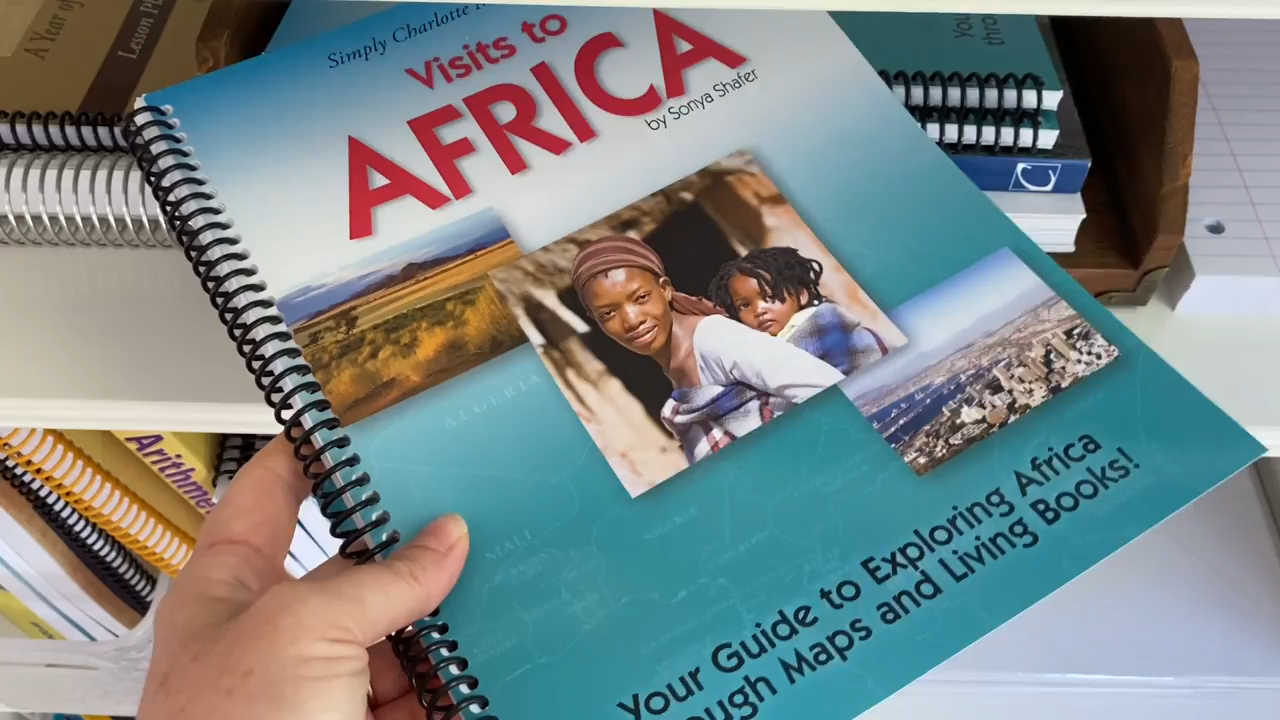 A Year of
Lesson Pl
Simply Charlotte
Visits to
AFRICA
by Sonya Shafer
ALGERIA
MALI
NIGERIA
Your Guide to Exploring Africa
ough Maps and Living Books!
You
thro
Arithme